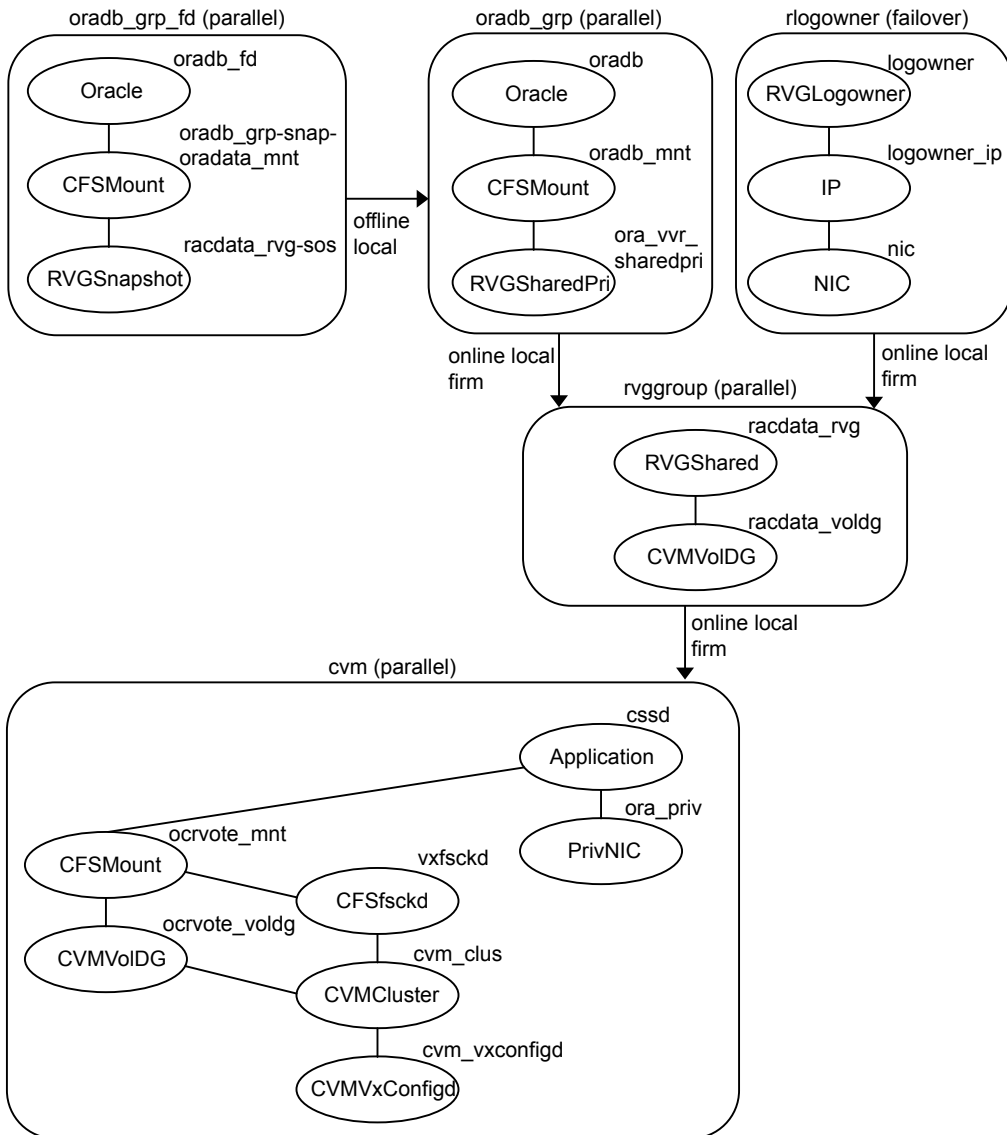 oradb_grp_fd (parallel)
oradb_fd
Oracle
oradb_grp-snap-
oradata_mnt
CFSMount
racdata_rvg-sos
RVGSnapshot
offline
local
oradb_grp (parallel)
oradb
Oracle
oradb_mnt
CFSMount
ora_vvr_
sharedpri
RVGSharedPri
rlogowner (failover)
logowner
RVGLogowner
logowner_ip
IP
nic
NIC
online local
firm
online local
firm
rvggroup (parallel)
racdata_rvg
RVGShared
racdata_voldg
CVMVolDG
online local
firm
cvm (parallel)
cssd
Application
ora_priv
PrivNIC
ocrvote_mnt
CFSMount
vxfsckd
CFSfsckd
ocrvote_voldg
CVMVolDG
cvm_clus
CVMCluster
cvm_vxconfigd
CVMVxConfigd